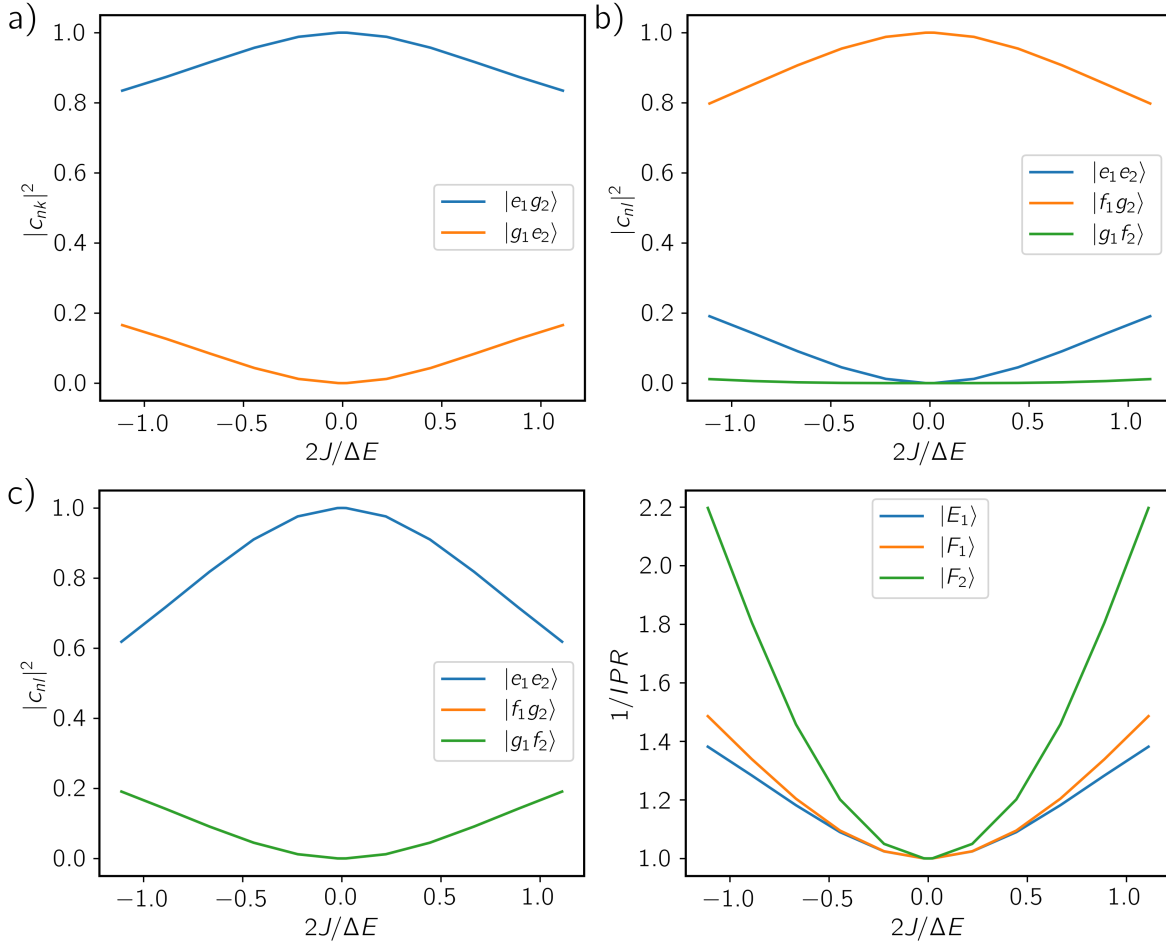 a)
1.0
0.8
0.6
0.4
0.2
0.0
|c_{nk}|^2
|e_1g_2⟩
|g_1e_2⟩
−1.0 −0.5 0.0 0.5 1.0
2J/ΔE
b)
1.0
0.8
0.6
0.4
0.2
0.0
|c_{nl}|^2
|e_1e_2⟩
|f_1g_2⟩
|g_1f_2⟩
−1.0 −0.5 0.0 0.5 1.0
2J/ΔE
c)
1.0
0.8
0.6
0.4
0.2
0.0
|c_{nl}|^2
|e_1e_2⟩
|f_1g_2⟩
|g_1f_2⟩
−1.0 −0.5 0.0 0.5 1.0
2J/ΔE
2.2
2.0
1.8
1.6
1.4
1.2
1.0
1/IPR
|E_1⟩
|F_1⟩
|F_2⟩
−1.0 −0.5 0.0 0.5 1.0
2J/ΔE